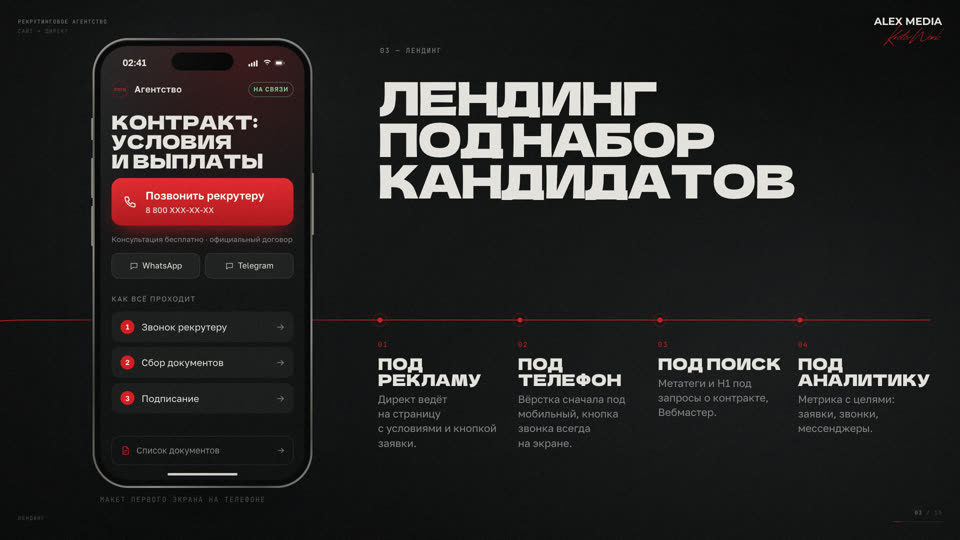 РЕКРУТИНГОВОЕ АГЕНТСТВО
САЙТ + ДИРЕКТ
ALEX MEDIA
03 — ЛЕНДИНГ
ЛЕНДИНГ
ПОД НАБОР
КАНДИДАТОВ
02:41
Агентство
НА СВЯЗИ
КОНТРАКТ:
УСЛОВИЯ
И ВЫПЛАТЫ
Позвонить рекрутеру
8 800 XXX-XX-XX
Консультация бесплатно · официальный договор
WhatsApp
Telegram
КАК ВСЁ ПРОХОДИТ
1 Звонок рекрутеру →
2 Сбор документов →
3 Подписание →
Список документов →
МАКЕТ ПЕРВОГО ЭКРАНА НА ТЕЛЕФОНЕ
01
ПОД
РЕКЛАМУ
Директ ведёт
на страницу
с условиями и кнопкой
заявки.
02
ПОД
ТЕЛЕФОН
Вёрстка сначала под
мобильный, кнопка
звонка всегда
на экране.
03
ПОД ПОИСК
Метатеги и H1 под
запросы о контракте,
Вебмастер.
04
ПОД
АНАЛИТИКУ
Метрика с целями:
заявки, звонки,
мессенджеры.
ЛЕНДИНГ